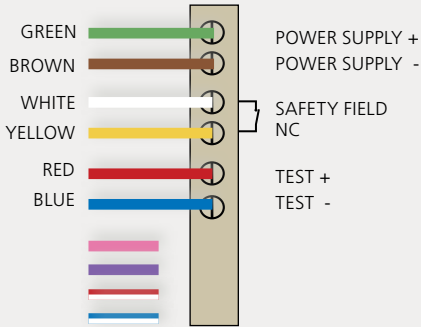 GREEN POWER SUPPLY +
BROWN POWER SUPPLY -
WHITE SAFETY FIELD
YELLOW NC
RED TEST +
BLUE TEST -